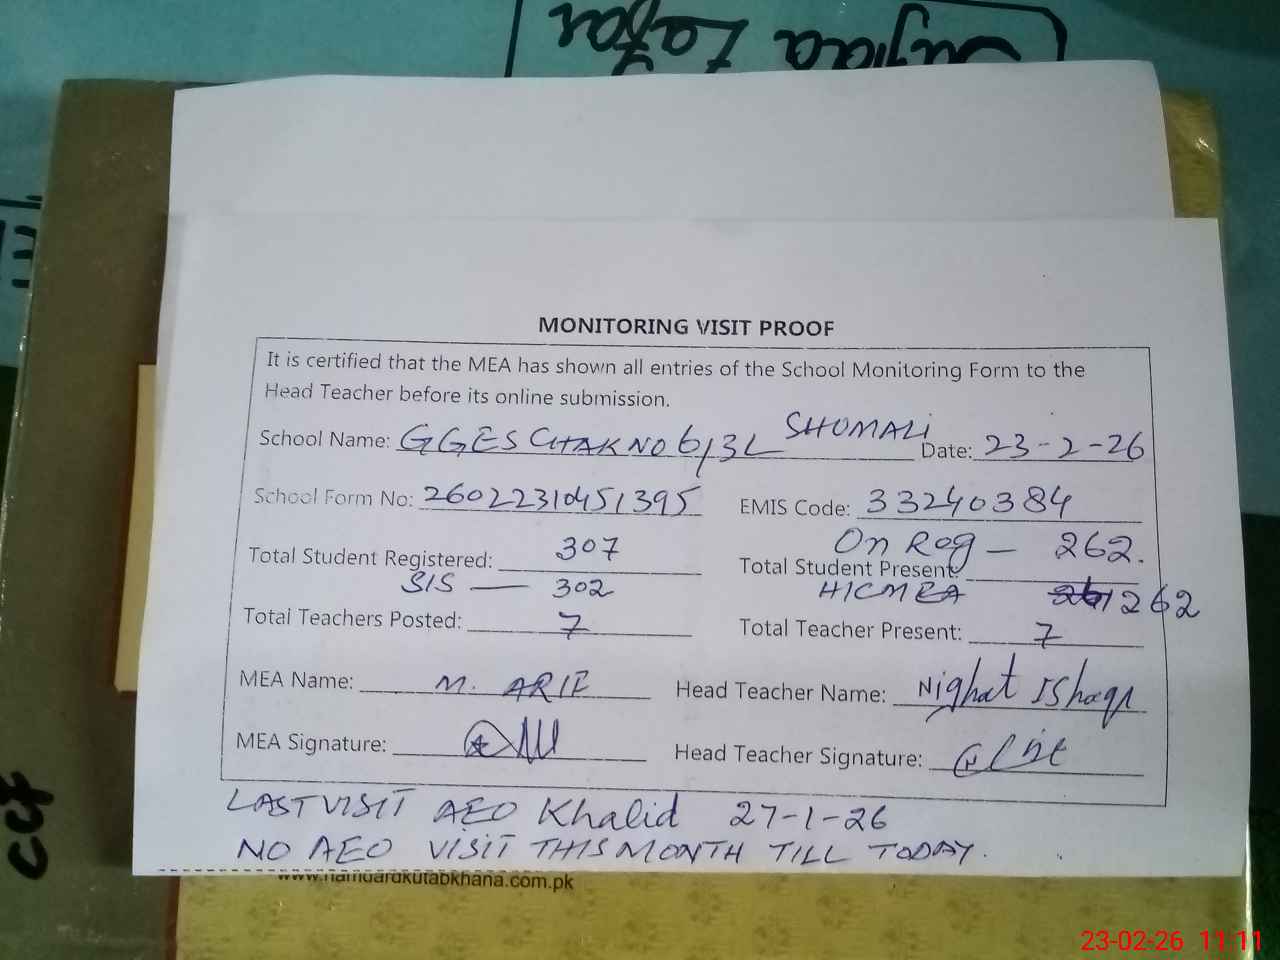 Zafar
MONITORING VISIT PROOF
It is certified that the MEA has shown all entries of the School Monitoring Form to the
Head Teacher before its online submission.
School Name: GGES CHAK NO 6/3L SHOMALI Date: 23-2-26
School Form No: 26022310451395 EMIS Code: 33240384
Total Student Registered: 307 Total Student Present: On Reg - 262.
SIS - 302 HICMEA 262
Total Teachers Posted: 7 Total Teacher Present: 7
MEA Name: M. ARIF Head Teacher Name: Nighat Ishaq
MEA Signature: Head Teacher Signature:
LAST VISIT AEO Khalid 27-1-26
NO AEO VISIT THIS MONTH TILL TODAY.
CCF
kutabkhana.com.pk
23-02-26 11:11